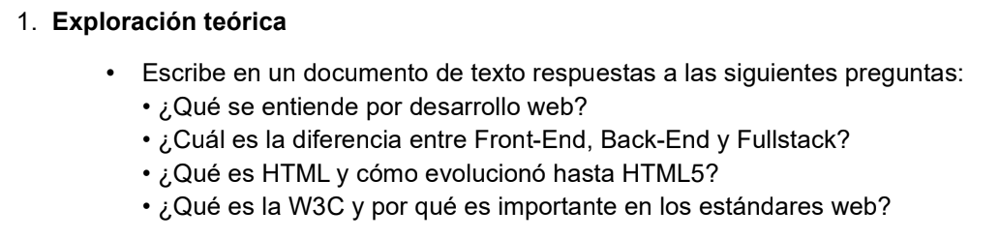 1. Exploración teórica
• Escribe en un documento de texto respuestas a las siguientes preguntas:
• ¿Qué se entiende por desarrollo web?
• ¿Cuál es la diferencia entre Front-End, Back-End y Fullstack?
• ¿Qué es HTML y cómo evolucionó hasta HTML5?
• ¿Qué es la W3C y por qué es importante en los estándares web?